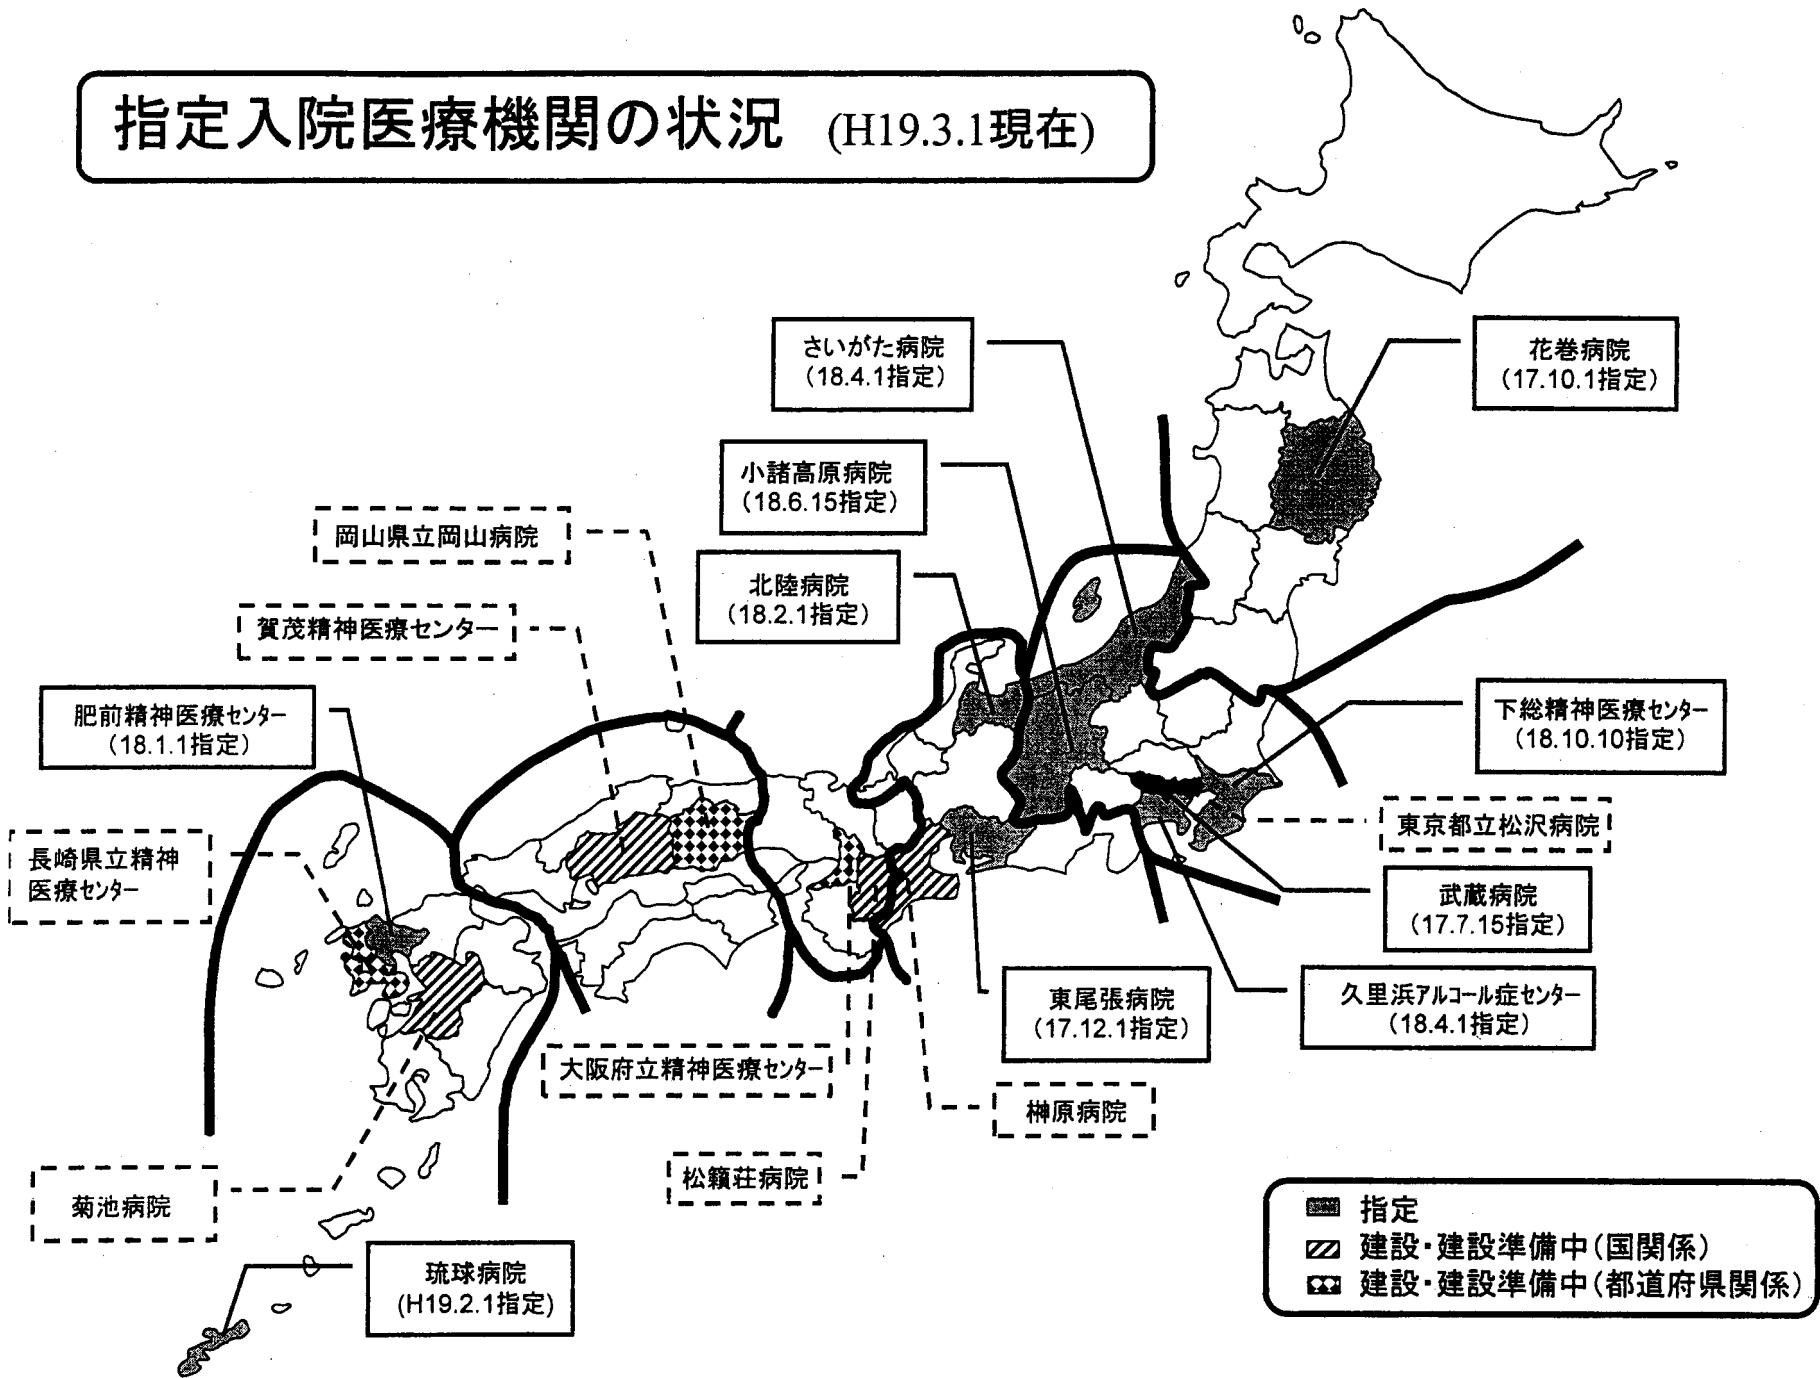 指定入院医療機関の状況 (H19.3.1現在)
さいがた病院
(18.4.1指定)
花巻病院
(17.10.1指定)
小諸高原病院
(18.6.15指定)
岡山県立岡山病院
北陸病院
(18.2.1指定)
賀茂精神医療センター
肥前精神医療センター
(18.1.1指定)
下総精神医療センター
(18.10.10指定)
東京都立松沢病院
長崎県立精神
医療センター
武蔵病院
(17.7.15指定)
東尾張病院
(17.12.1指定)
久里浜アルコール症センター
(18.4.1指定)
大阪府立精神医療センター
榊原病院
松籟荘病院
菊池病院
琉球病院
(H19.2.1指定)
指定
建設・建設準備中(国関係)
建設・建設準備中(都道府県関係)